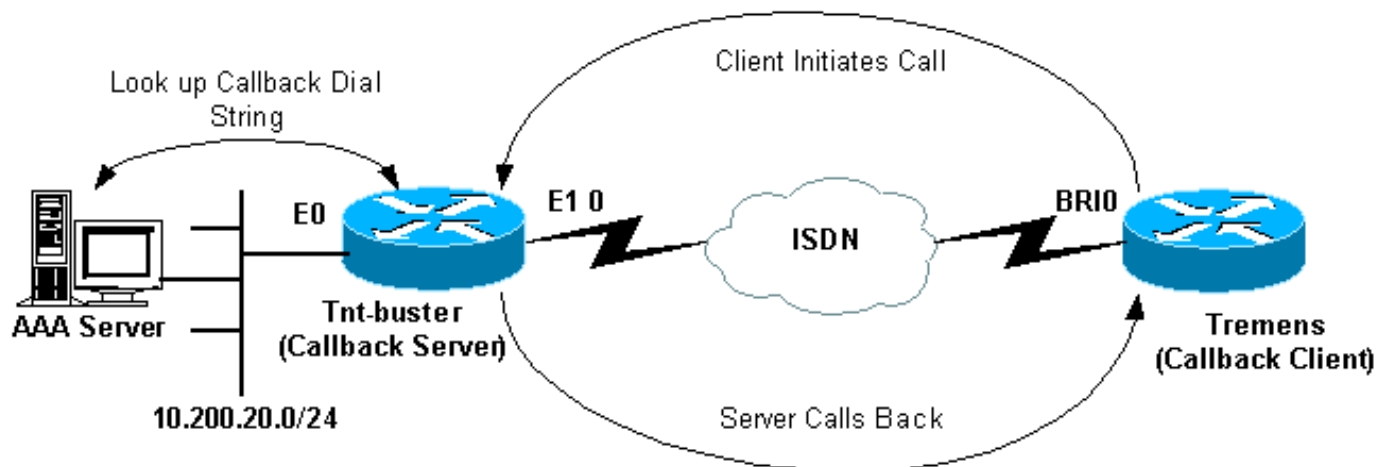 Client Initiates Call
Look up Callback Dial
String
E0
E1 0
BRI0
ISDN
AAA Server
Tnt-buster
(Callback Server)
Tremens
(Callback Client)
10.200.20.0/24
Server Calls Back